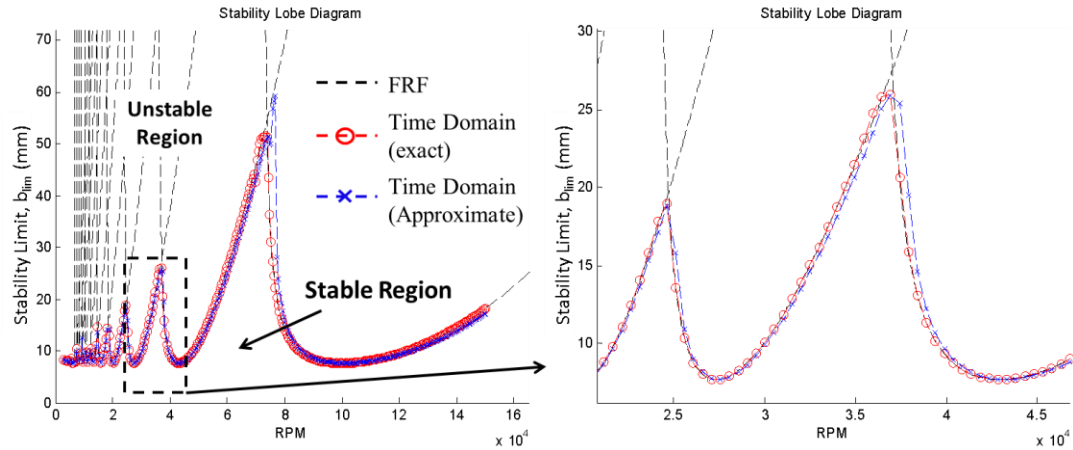 Stability Lobe Diagram
70
60
50
40
30
20
10
0
Stability Limit, b_lim (mm)
Unstable
Region
FRF
Time Domain
(exact)
Time Domain
(Approximate)
Stable Region
0 2 4 6 8 10 12 14 16
RPM
x 10^4
Stability Lobe Diagram
30
25
20
15
10
Stability Limit, b_lim (mm)
2.5 3 3.5 4 4.5
RPM
x 10^4